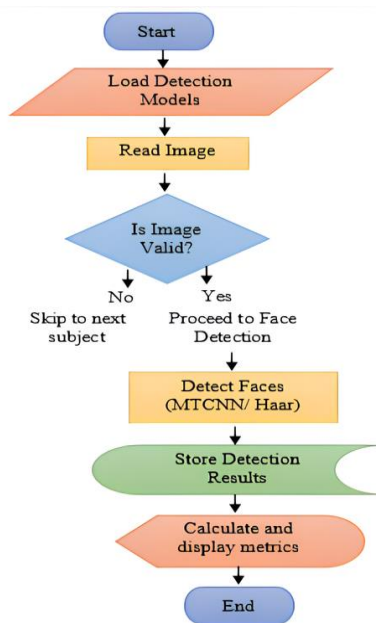 Start
Load Detection
Models
Read Image
Is Image
Valid?
No
Yes
Skip to next
subject
Proceed to Face
Detection
Detect Faces
(MTCNN/ Haar)
Store Detection
Results
Calculate and
display metrics
End